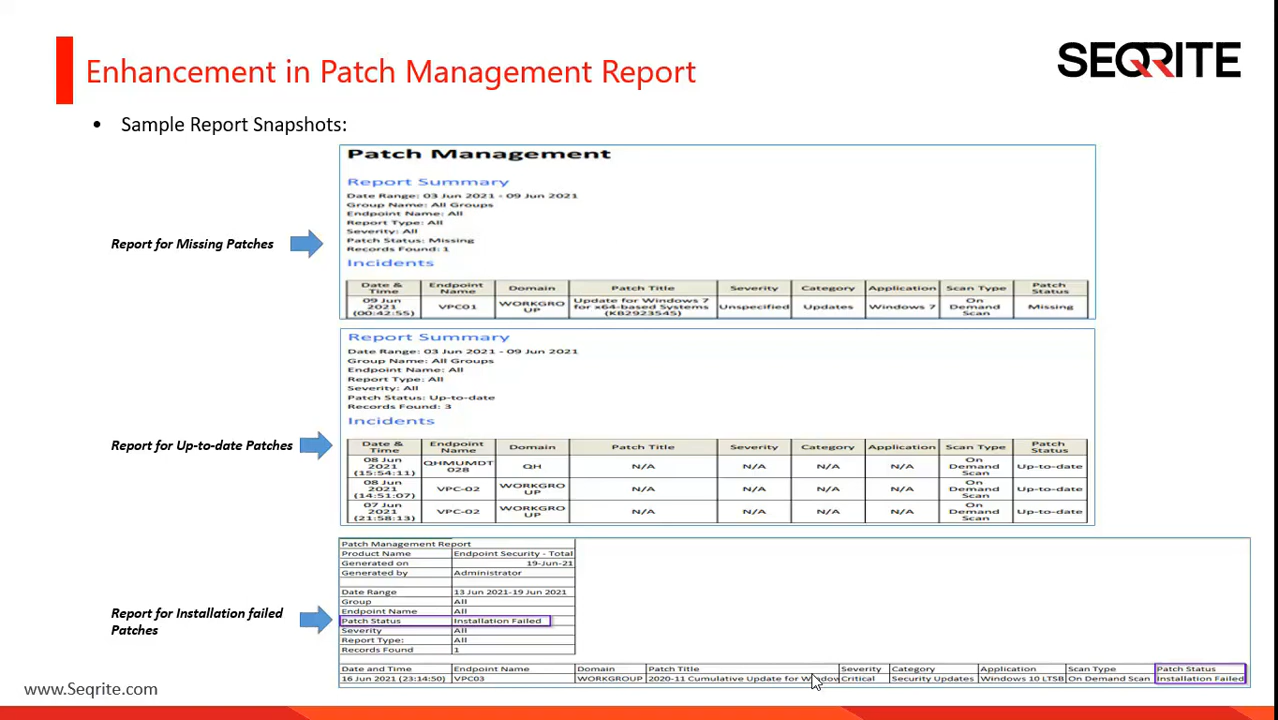 Enhancement in Patch Management Report
SEQRITE
• Sample Report Snapshots:
Report for Missing Patches
Patch Management
Report Summary
Date Range: 03 Jun 2021 - 09 Jun 2021
Group Name: All Groups
Endpoint Name: All
Report Type: All
Severity: All
Patch Status: Missing
Records Found: 1
Incidents
Date & Time Endpoint Name Domain Patch Title Severity Category Application Scan Type Patch Status
09 Jun 2021 (00:42:55) VPC01 WORKGROUP Update for Windows 7 for x64-based Systems (KB2923545) Unspecified Updates Windows 7 On Demand Scan Missing
Report for Up-to-date Patches
Report Summary
Date Range: 03 Jun 2021 - 09 Jun 2021
Group Name: All Groups
Endpoint Name: All
Report Type: All
Severity: All
Patch Status: Up-to-date
Records Found: 3
Incidents
Date & Time Endpoint Name Domain Patch Title Severity Category Application Scan Type Patch Status
08 Jun 2021 (15:54:11) QHMUMDT028 QH N/A N/A N/A N/A On Demand Scan Up-to-date
08 Jun 2021 (14:51:07) VPC-02 WORKGROUP N/A N/A N/A N/A On Demand Scan Up-to-date
07 Jun 2021 (21:58:13) VPC-02 WORKGROUP N/A N/A N/A N/A On Demand Scan Up-to-date
Report for Installation failed
Patches
Patch Management Report
Product Name Endpoint Security - Total
Generated on 19-Jun-21
Generated by Administrator
Date Range 13 Jun 2021-19 Jun 2021
Group All
Endpoint Name All
Patch Status Installation Failed
Severity All
Report Type: All
Records Found 1
Date and Time Endpoint Name Domain Patch Title Severity Category Application Scan Type Patch Status
16 Jun 2021 (23:14:50) VPC03 WORKGROUP 2020-11 Cumulative Update for Window Critical Security Updates Windows 10 LTSB On Demand Scan Installation Failed
www.Seqrite.com